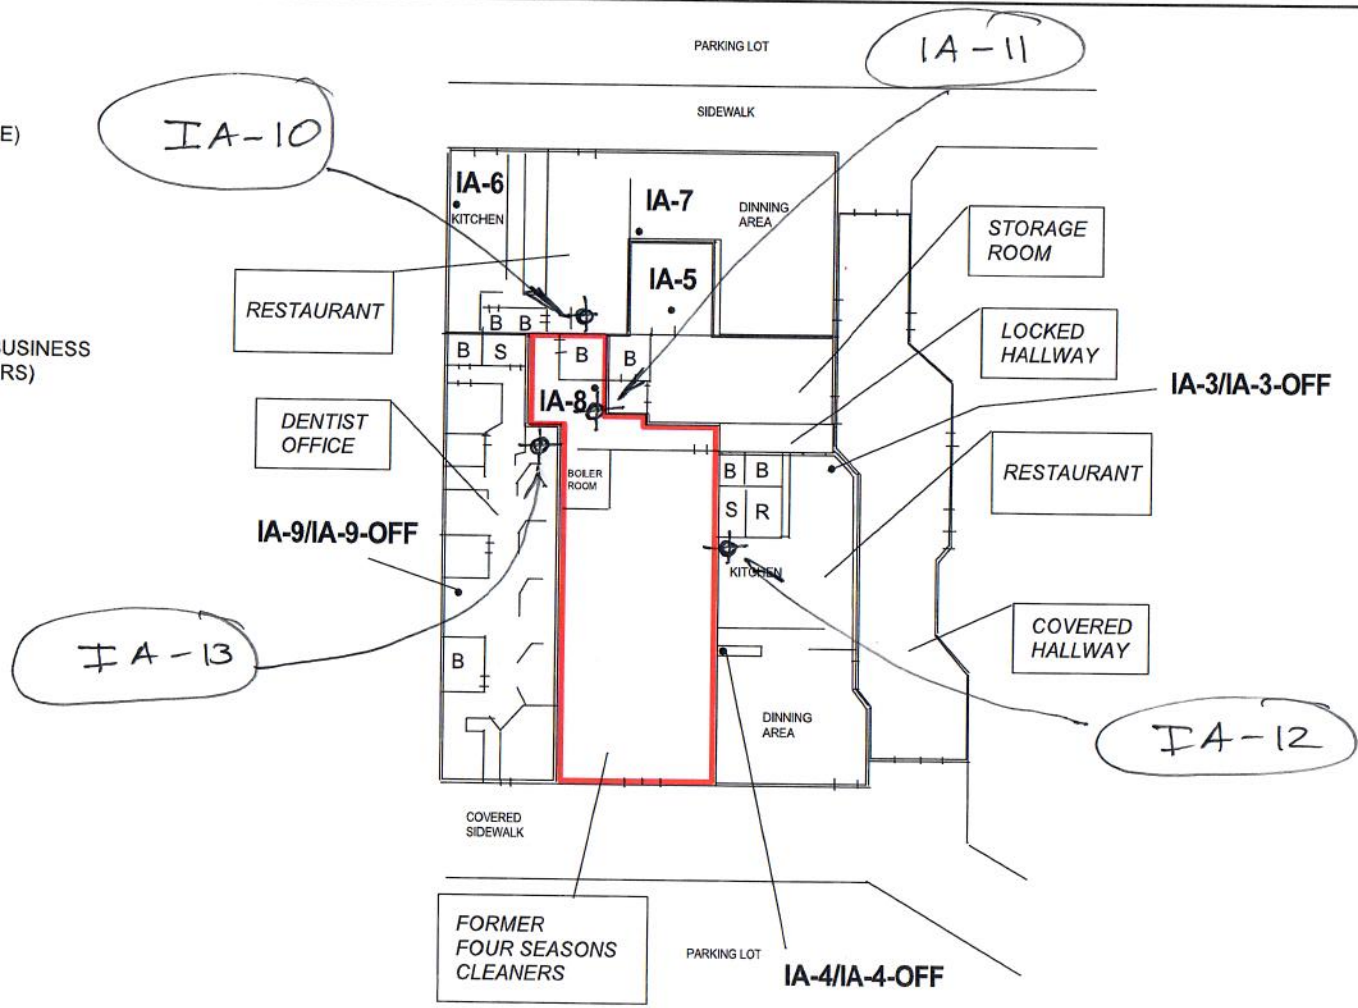 PARKING LOT
IA-11
SIDEWALK
E)
IA-10
IA-6
KITCHEN
IA-7
DINNING
AREA
STORAGE
ROOM
IA-5
RESTAURANT
B B
LOCKED
HALLWAY
BUSINESS
RS)
B S
B
B
IA-8
IA-3/IA-3-OFF
DENTIST
OFFICE
BOILER
ROOM
B B
S R
RESTAURANT
IA-9/IA-9-OFF
KITCHEN
COVERED
HALLWAY
IA-13
B
DINNING
AREA
IA-12
COVERED
SIDEWALK
FORMER
FOUR SEASONS
CLEANERS
PARKING LOT
IA-4/IA-4-OFF